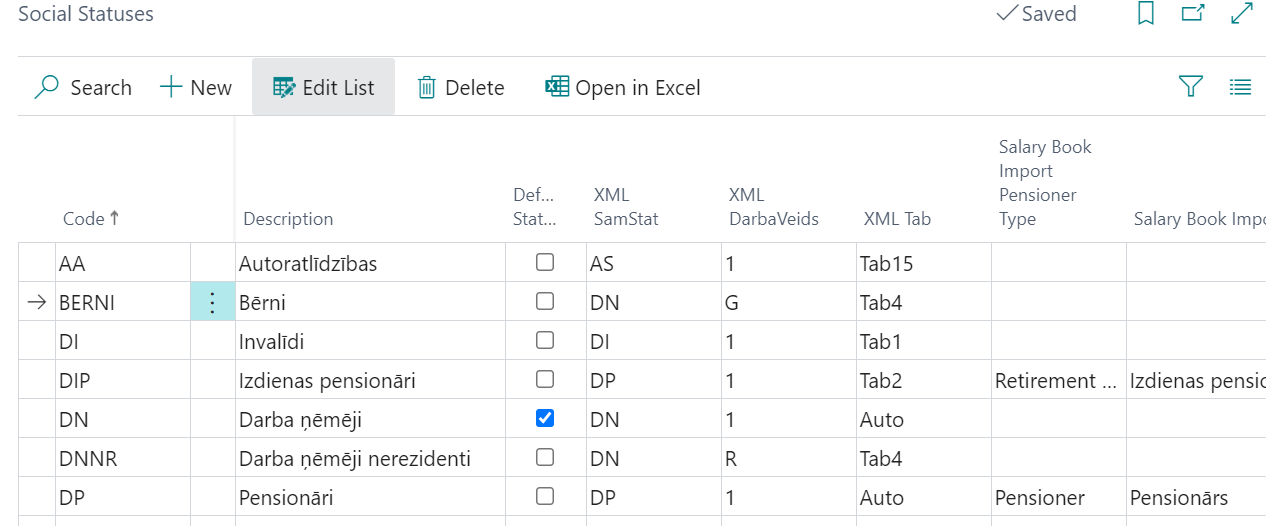 Social Statuses
Saved
Search
New
Edit List
Delete
Open in Excel
Code↑
Description
Def...
Stat...
XML
SamStat
XML
DarbaVeids
XML Tab
Salary Book
Import
Pensioner
Type
Salary Book Impo
AA Autoratlīdzības AS 1 Tab15
BERNI Bērni DN G Tab4
DI Invalīdi DI 1 Tab1
DIP Izdienas pensionāri DP 1 Tab2 Retirement ... Izdienas pensio
DN Darba ņēmēji DN 1 Auto
DNNR Darba ņēmēji nerezidenti DN R Tab4
DP Pensionāri DP 1 Auto Pensioner Pensionārs